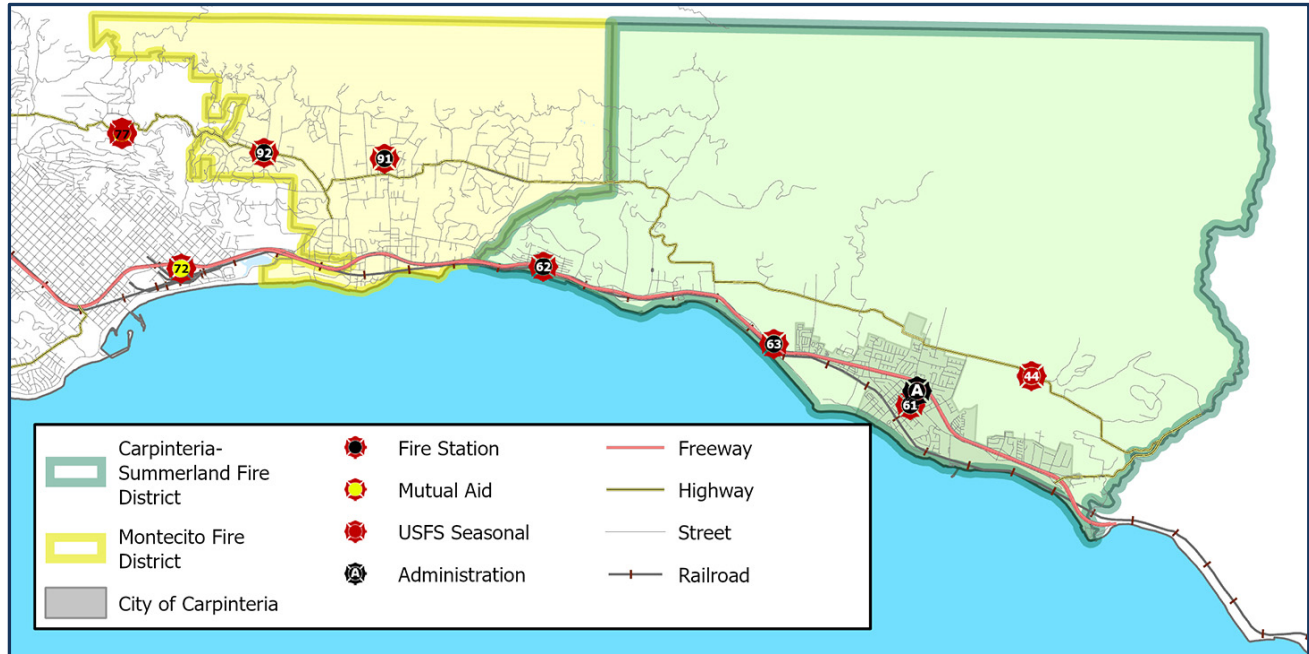 77
92
91
72
62
63
44
A
61
Carpinteria-
Summerland Fire
District
Montecito Fire
District
City of Carpinteria
Fire Station
Mutual Aid
USFS Seasonal
A
Administration
Freeway
Highway
Street
Railroad